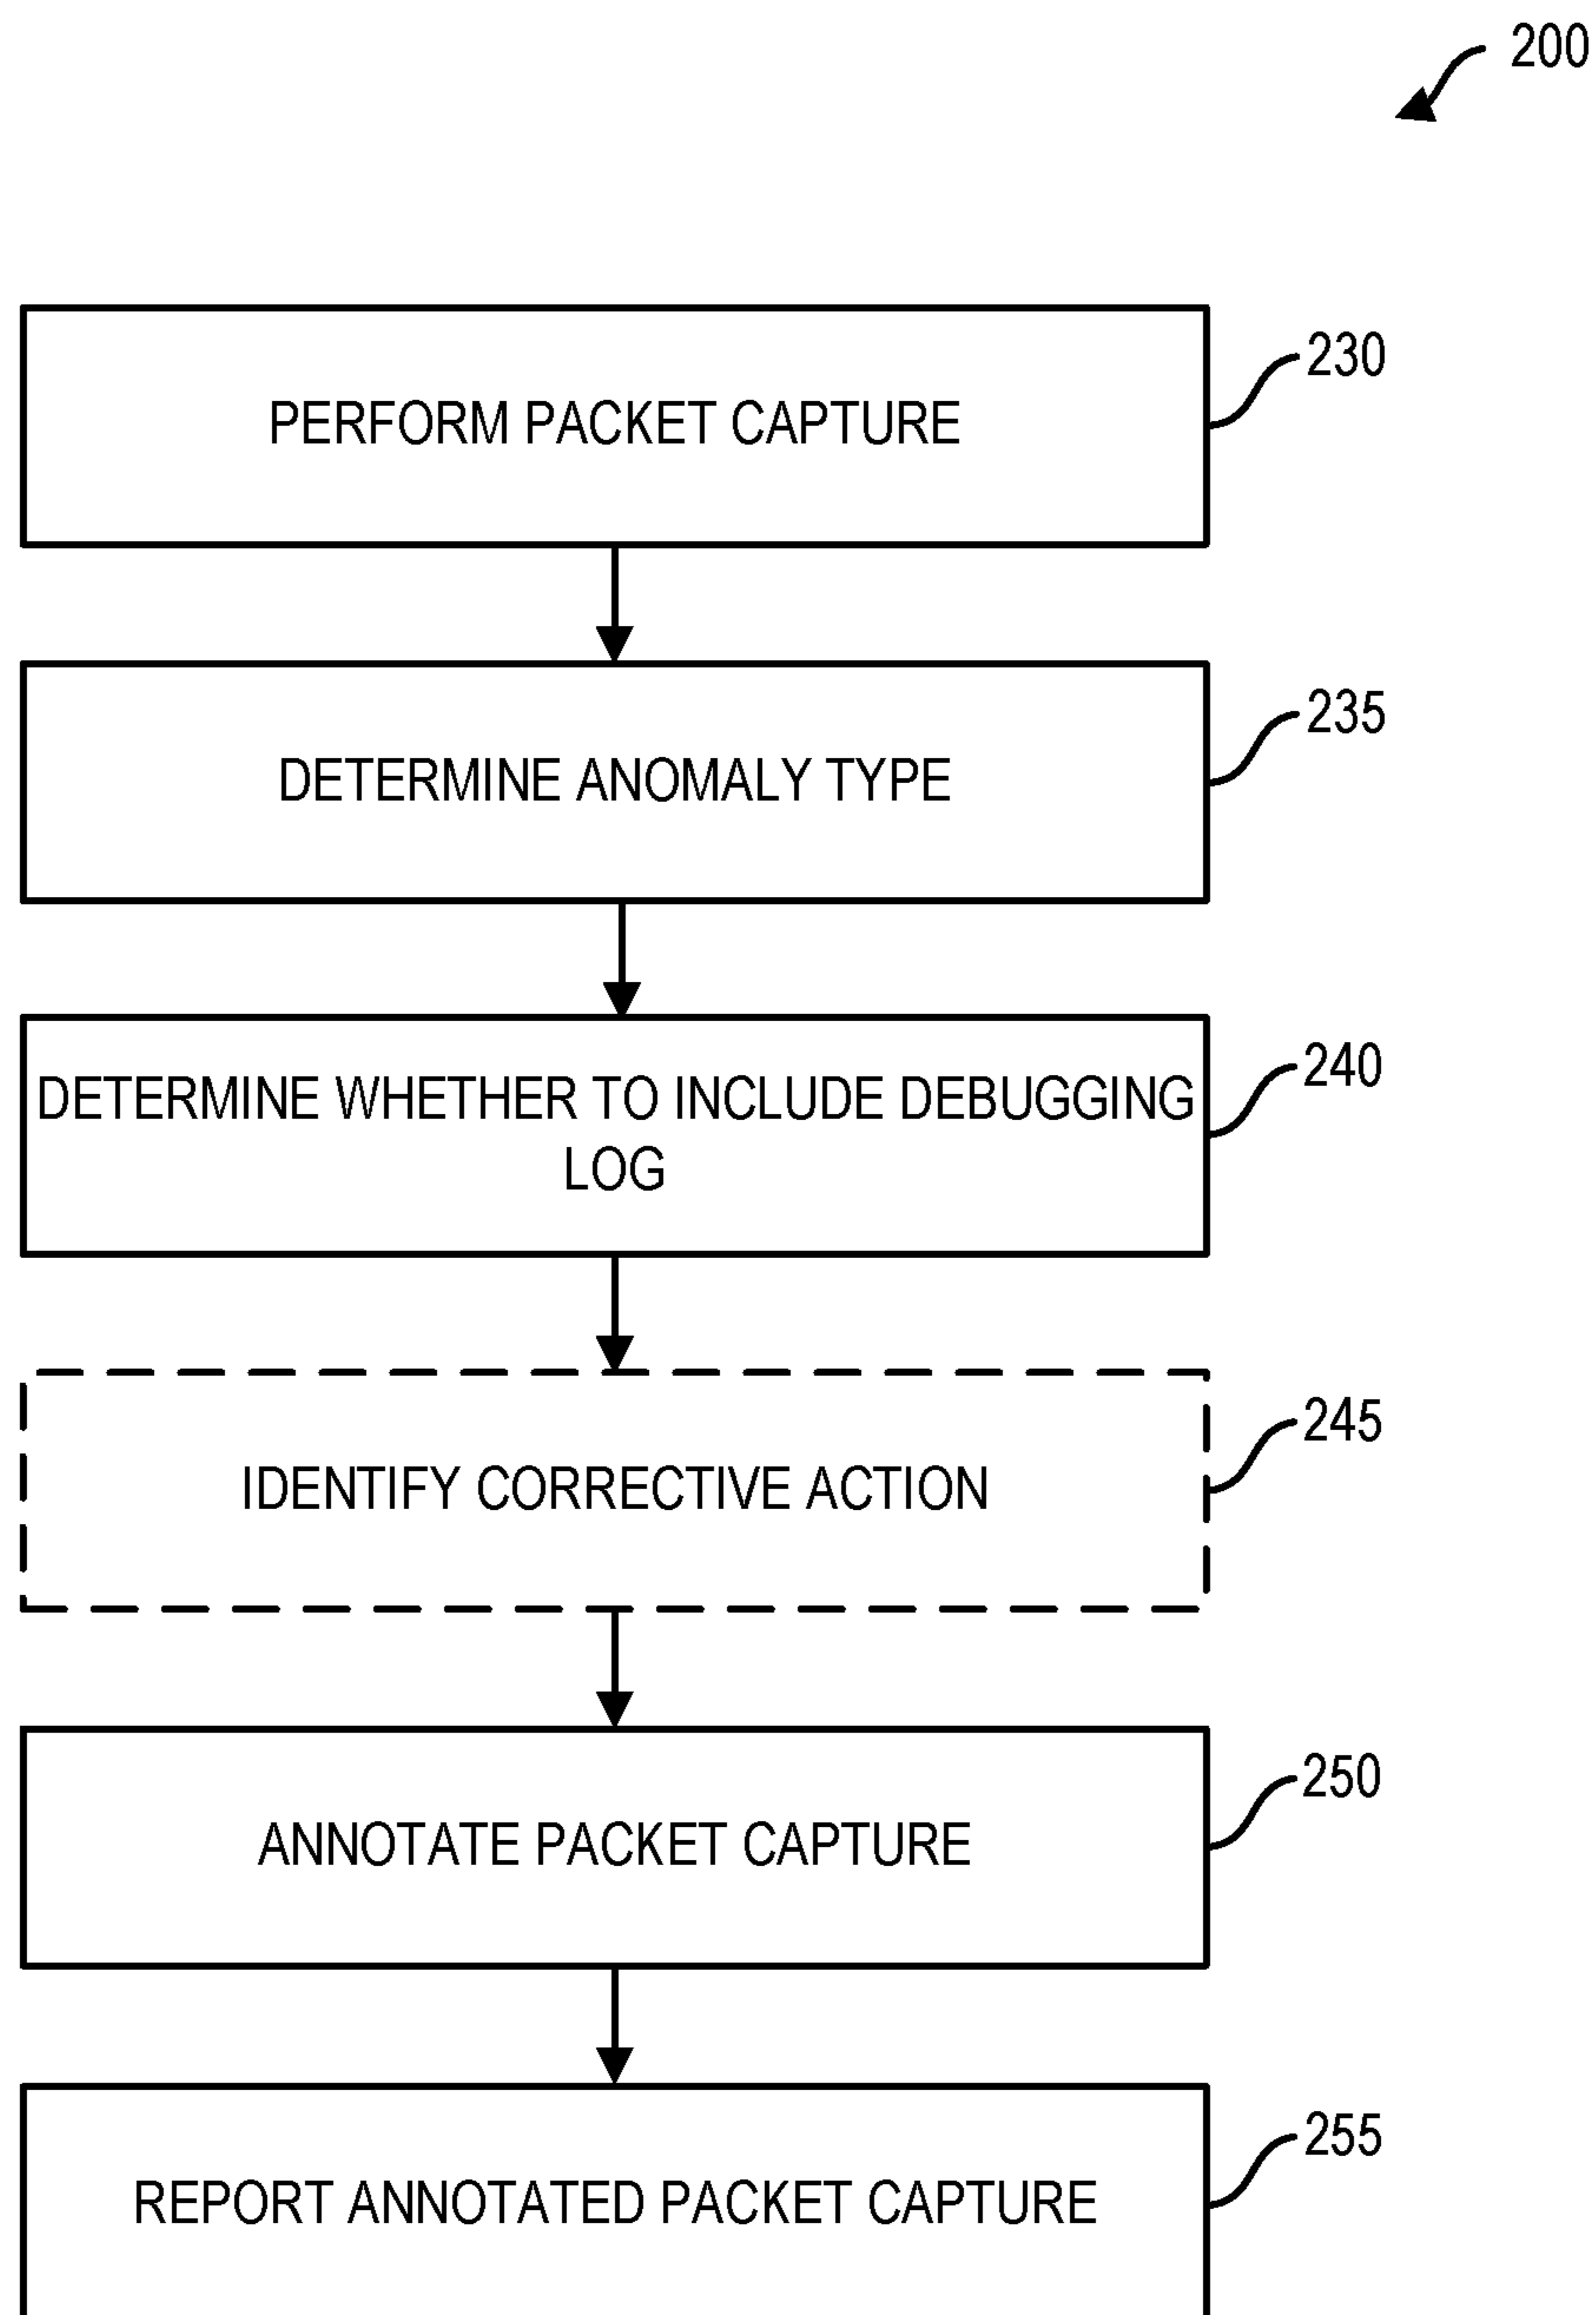 200
PERFORM PACKET CAPTURE
230
DETERMINE ANOMALY TYPE
235
DETERMINE WHETHER TO INCLUDE DEBUGGING
LOG
240
IDENTIFY CORRECTIVE ACTION
245
ANNOTATE PACKET CAPTURE
250
REPORT ANNOTATED PACKET CAPTURE
255